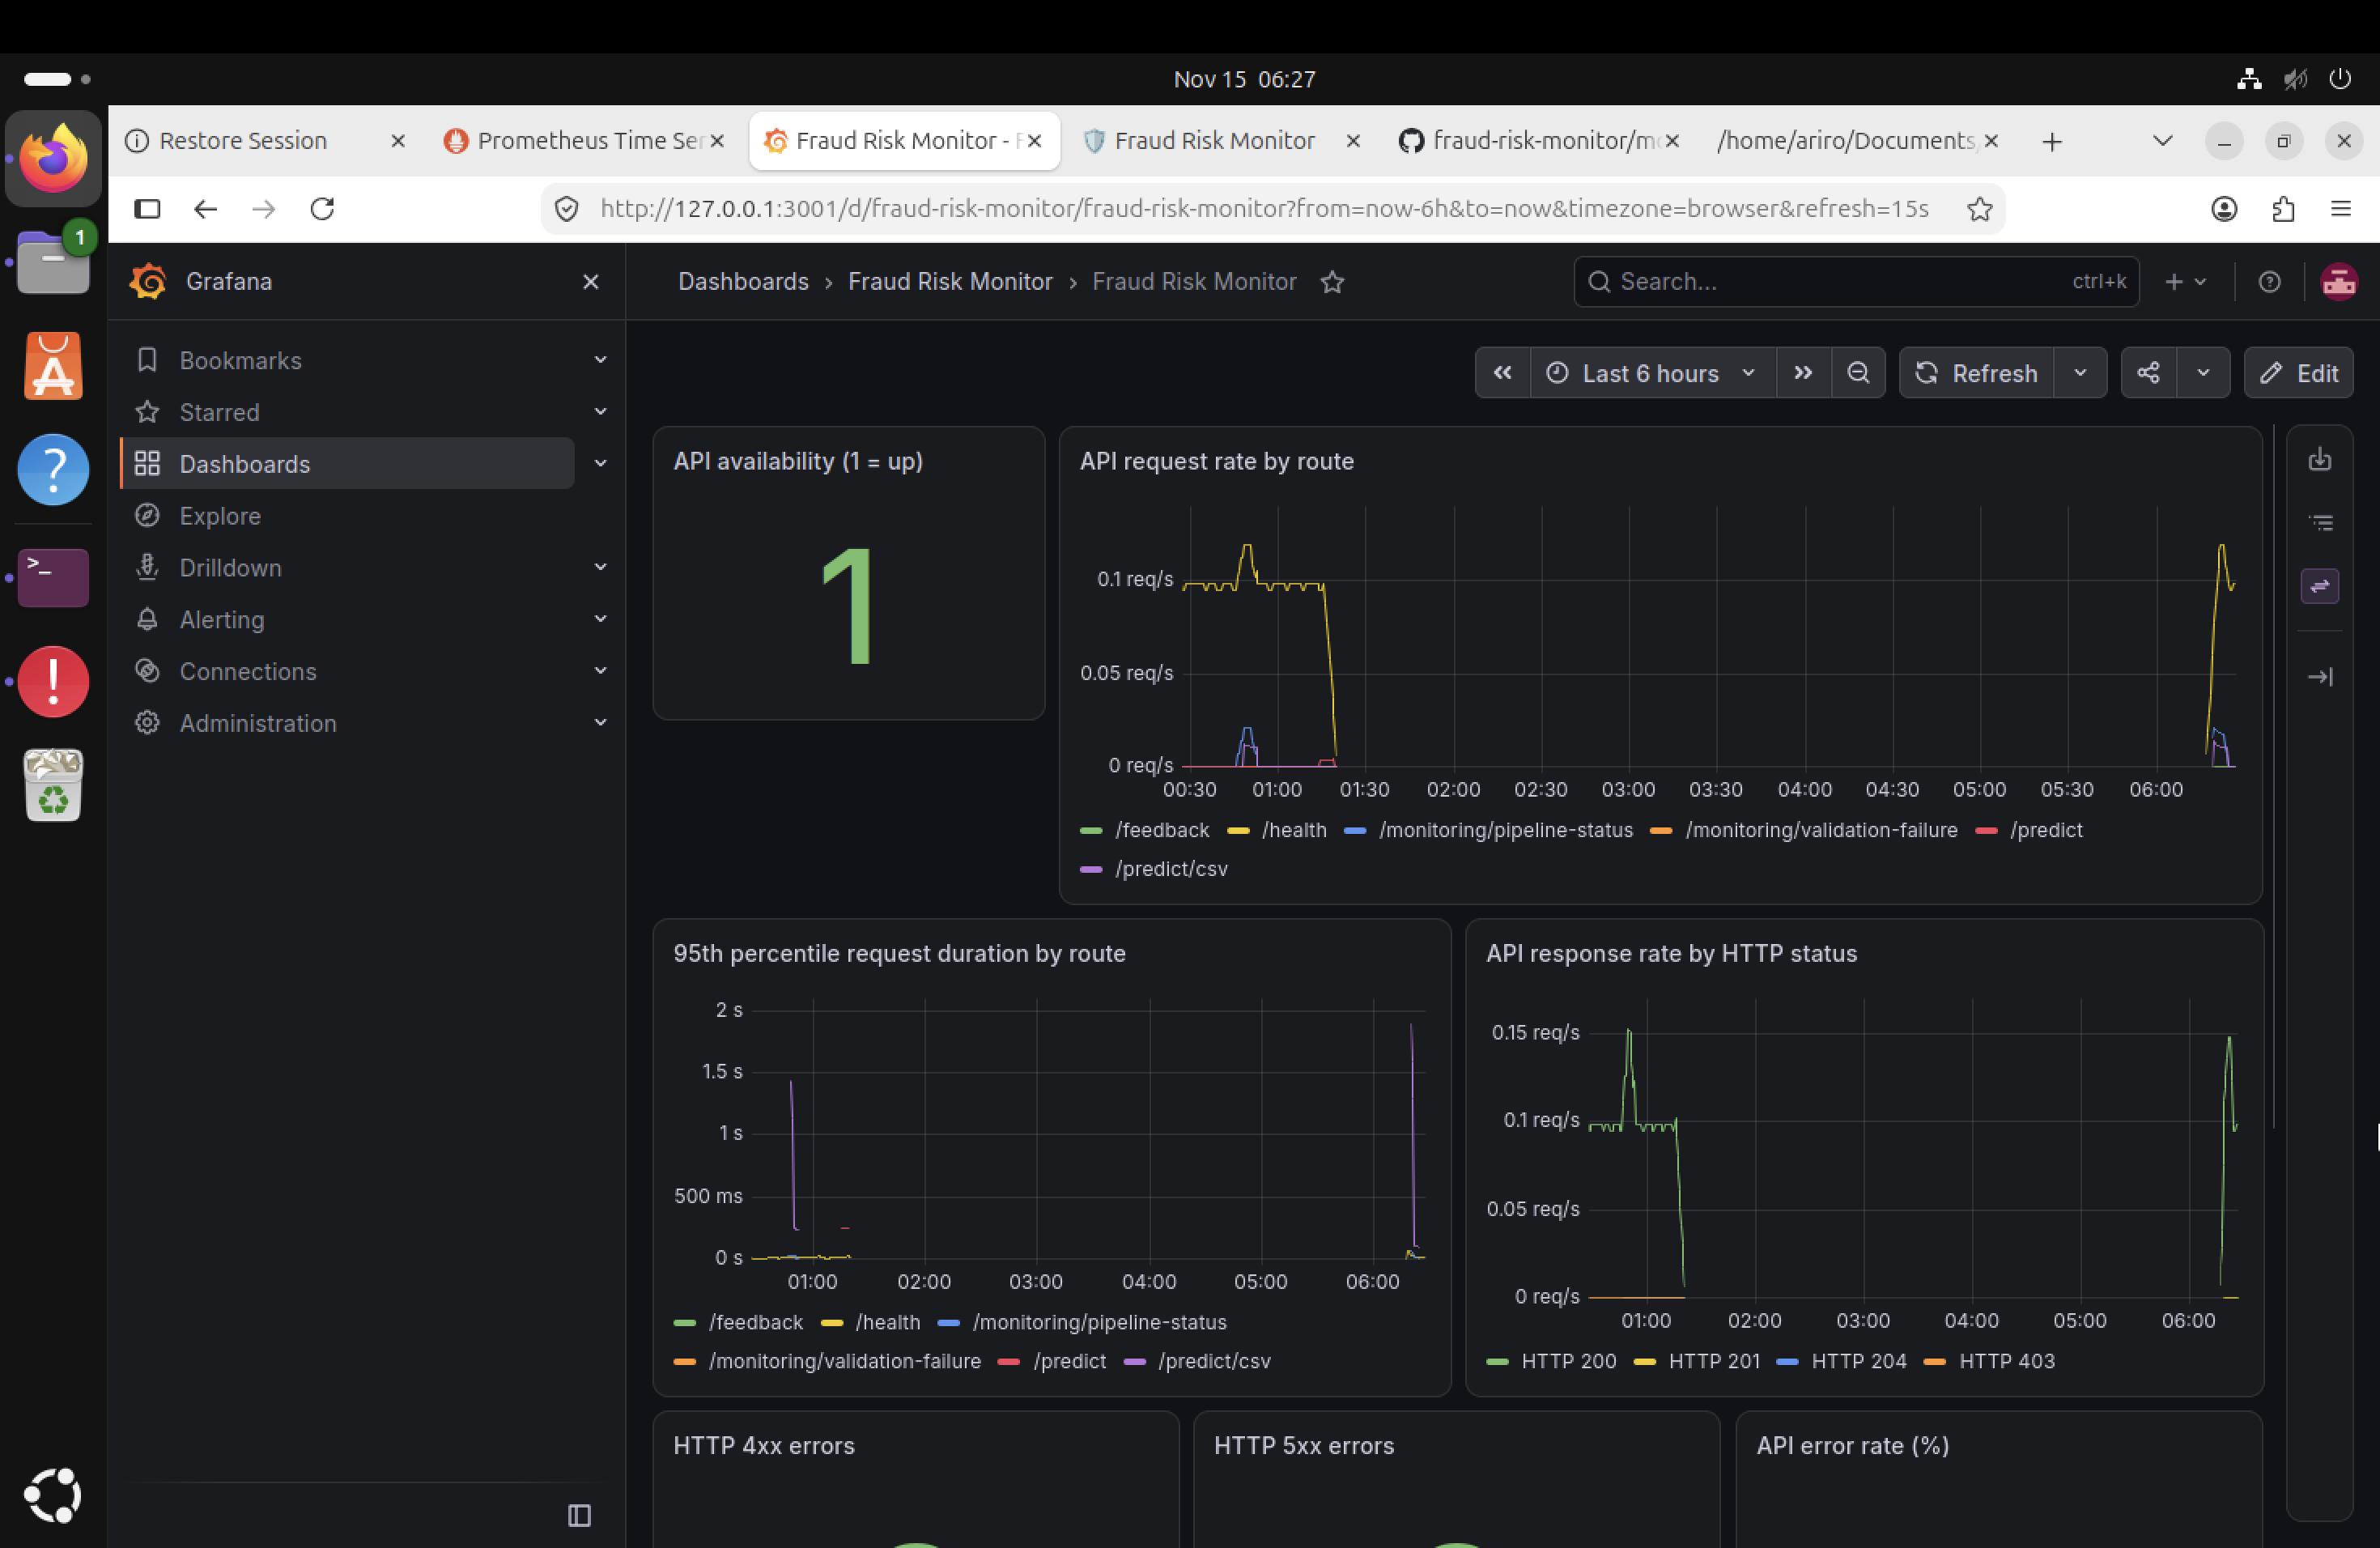 Nov 15 06:27
Restore Session
Prometheus Time Ser
Fraud Risk Monitor - F
Fraud Risk Monitor
fraud-risk-monitor/mo
/home/ariro/Documents/
http://127.0.0.1:3001/d/fraud-risk-monitor/fraud-risk-monitor?from=now-6h&to=now&timezone=browser&refresh=15s
1
Grafana
Dashboards › Fraud Risk Monitor › Fraud Risk Monitor
Search...
ctrl+k
Bookmarks
Starred
Dashboards
Explore
Drilldown
Alerting
Connections
Administration
Last 6 hours
Refresh
Edit
API availability (1 = up)
1
API request rate by route
0.1 req/s
0.05 req/s
0 req/s
00:30 01:00 01:30 02:00 02:30 03:00 03:30 04:00 04:30 05:00 05:30 06:00
/feedback /health /monitoring/pipeline-status /monitoring/validation-failure /predict
/predict/csv
95th percentile request duration by route
2 s
1.5 s
1 s
500 ms
0 s
01:00 02:00 03:00 04:00 05:00 06:00
/feedback /health /monitoring/pipeline-status
/monitoring/validation-failure /predict /predict/csv
API response rate by HTTP status
0.15 req/s
0.1 req/s
0.05 req/s
0 req/s
01:00 02:00 03:00 04:00 05:00 06:00
HTTP 200 HTTP 201 HTTP 204 HTTP 403
HTTP 4xx errors
HTTP 5xx errors
API error rate (%)